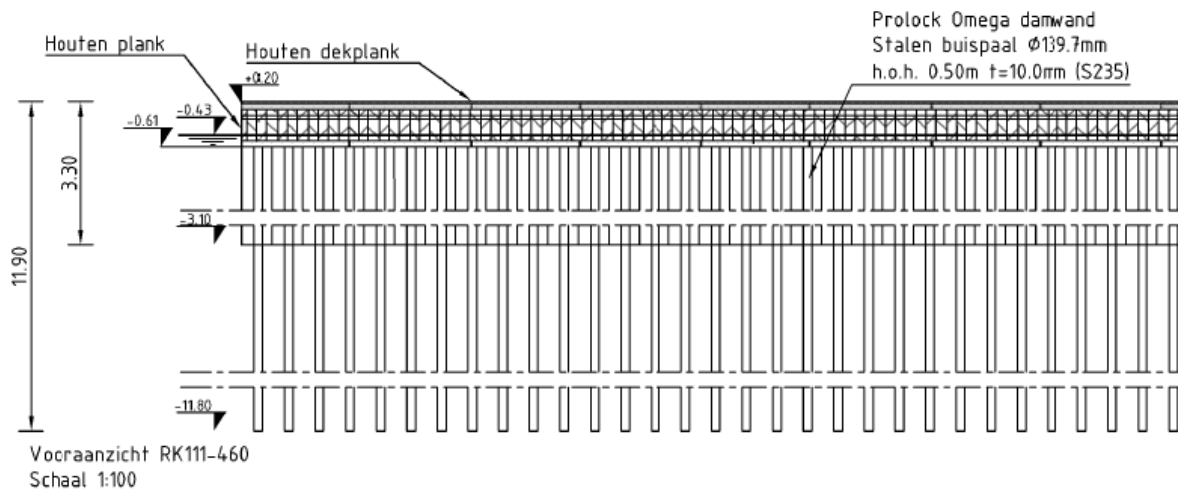 Prolock Omega damwand
Houten plank
Houten dekplank
Stalen buispaal Φ139.7mm
h.o.h. 0.50m t=10.0mm (S235)
+0.20
-0.43
-0.61
3.30
-3.10
11.90
-11.80
Vooraanzicht RK111-460
Schaal 1:100